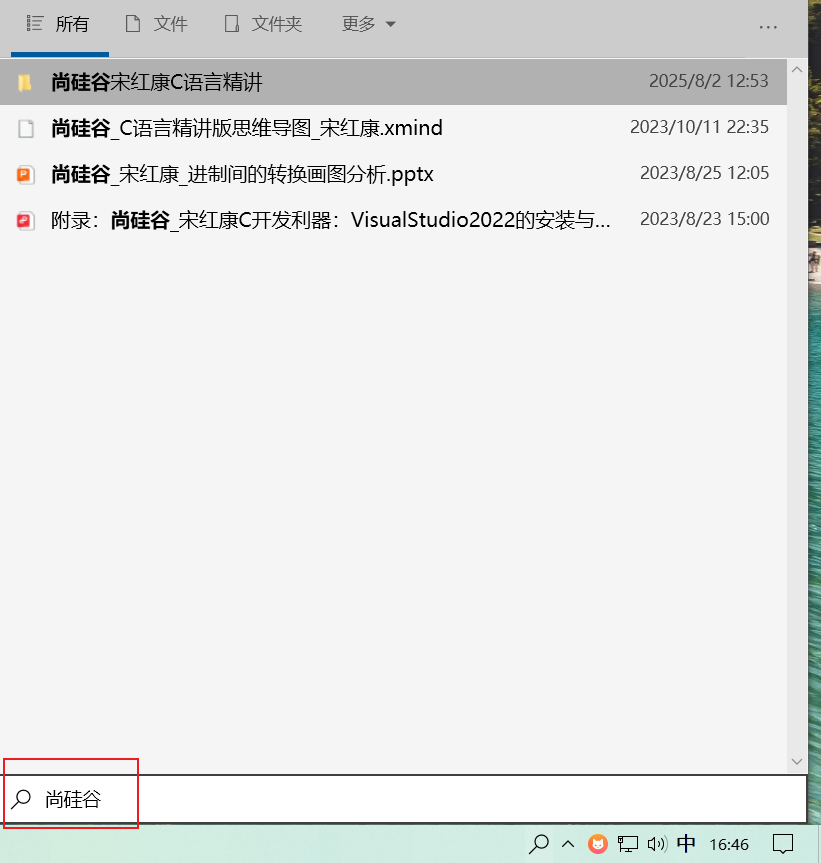 所有 文件 文件夹 更多 ...
尚硅谷宋红康C语言精讲 2025/8/2 12:53
尚硅谷_C语言精讲版思维导图_宋红康.xmind 2023/10/11 22:35
尚硅谷_宋红康_进制间的转换画图分析.pptx 2023/8/25 12:05
附录：尚硅谷_宋红康C开发利器：VisualStudio2022的安装与... 2023/8/23 15:00
尚硅谷
中 16:46